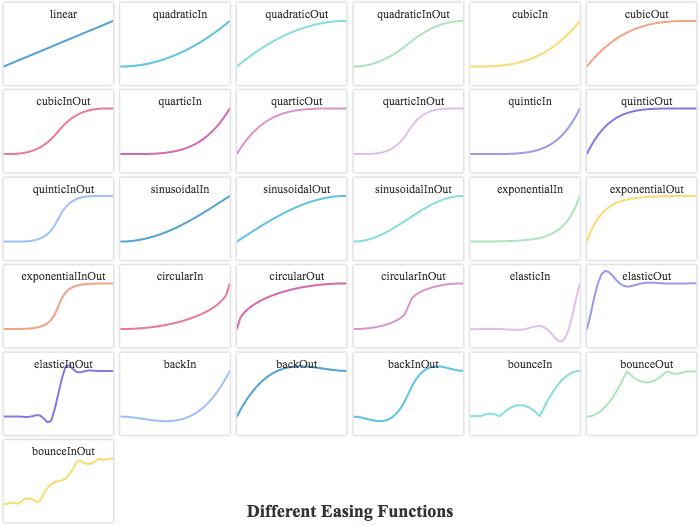 linear
quadraticIn
quadraticOut
quadraticInOut
cubicIn
cubicOut
cubicInOut
quarticIn
quarticOut
quarticInOut
quinticIn
quinticOut
quinticInOut
sinusoidalIn
sinusoidalOut
sinusoidalInOut
exponentialIn
exponentialOut
exponentialInOut
circularIn
circularOut
circularInOut
elasticIn
elasticOut
elasticInOut
backIn
backOut
backInOut
bounceIn
bounceOut
bounceInOut
Different Easing Functions